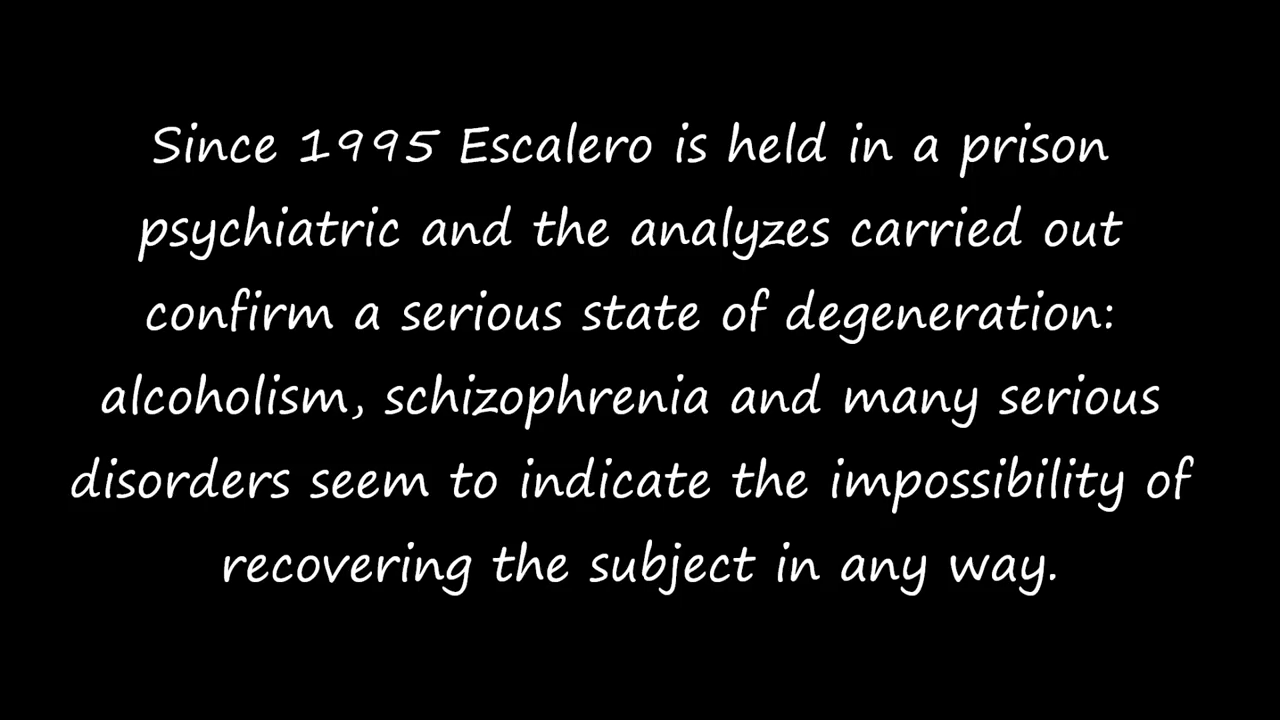 Since 1995 Escalero is held in a prison
psychiatric and the analyzes carried out
confirm a serious state of degeneration:
alcoholism, schizophrenia and many serious
disorders seem to indicate the impossibility of
recovering the subject in any way.